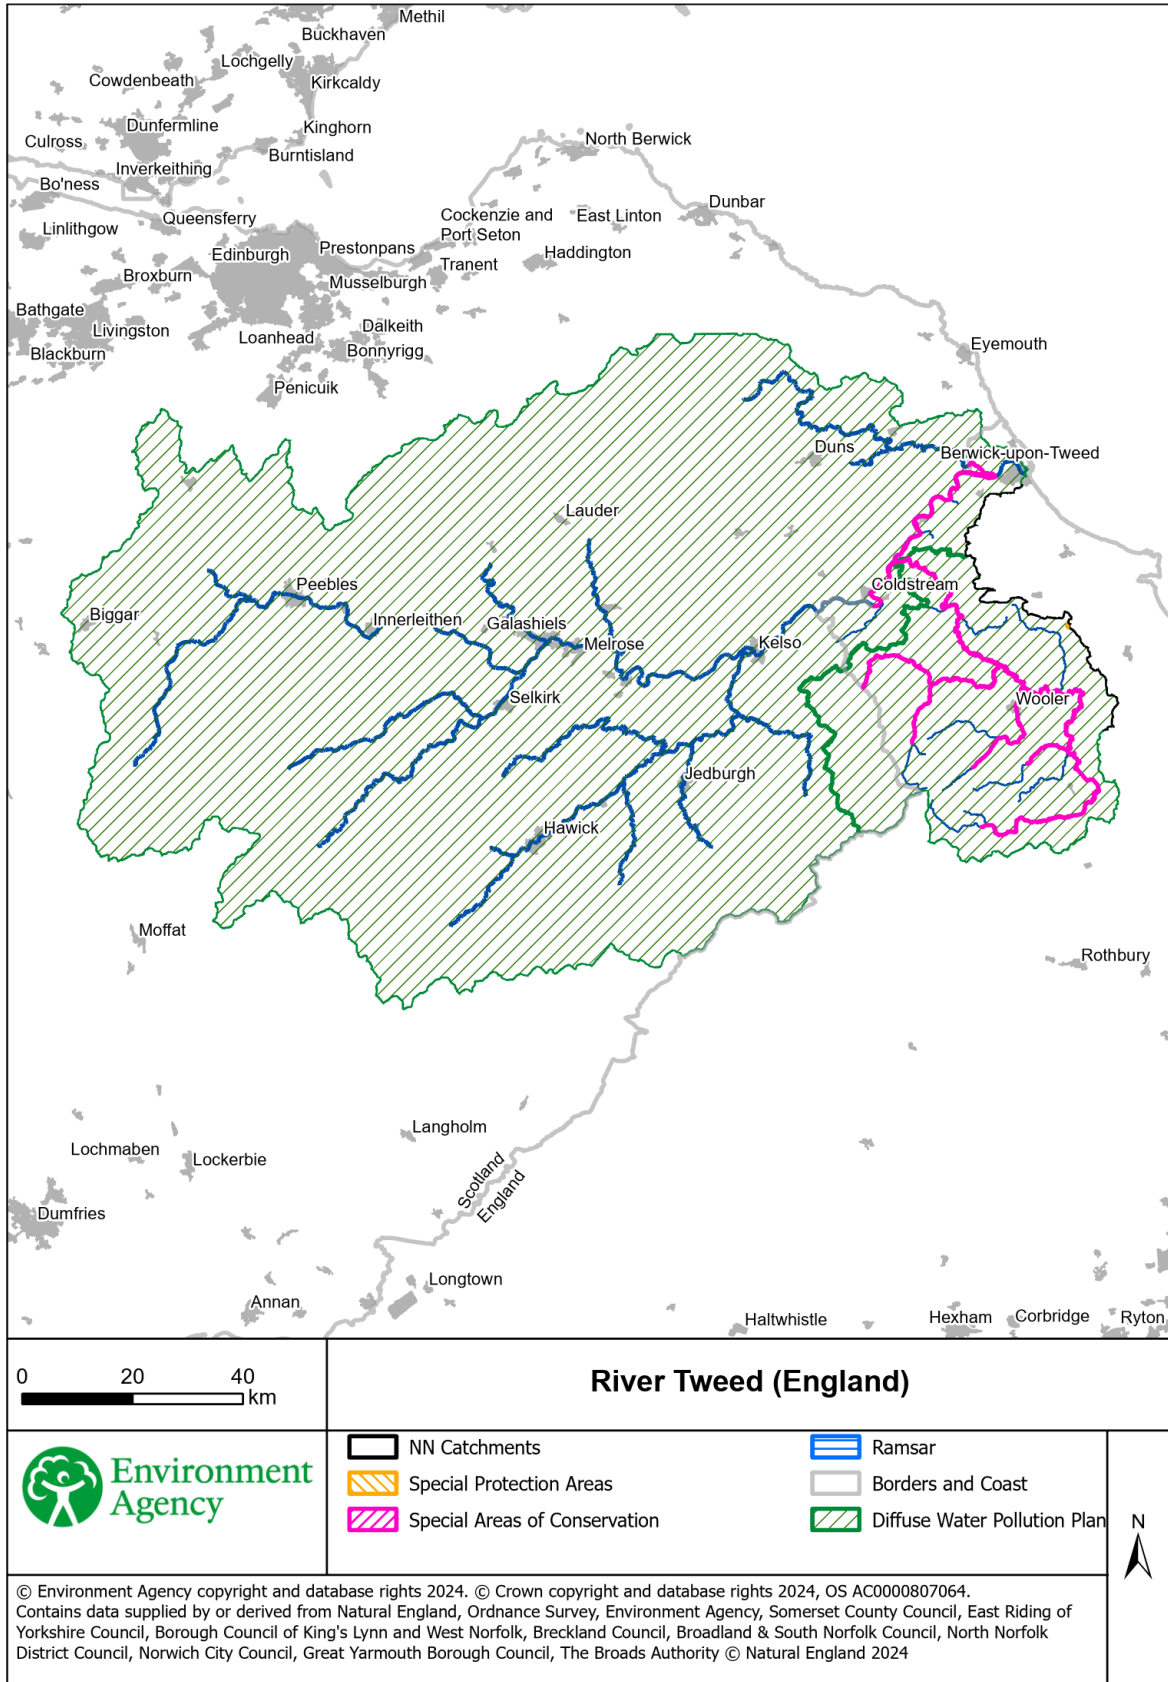 Methil
Buckhaven
Lochgelly
Cowdenbeath
Kirkcaldy
Dunfermline
Kinghorn
Culross
Burntisland
North Berwick
Inverkeithing
Bo'ness
Dunbar
Queensferry
Cockenzie and
Port Seton
East Linton
Linlithgow
Edinburgh
Prestonpans
Haddington
Tranent
Broxburn
Musselburgh
Bathgate
Livingston
Dalkeith
Loanhead
Bonnyrigg
Blackburn
Eyemouth
Penicuik
Duns
Berwick-upon-Tweed
Lauder
Peebles
Coldstream
Biggar
Innerleithen
Galashiels
Melrose
Kelso
Selkirk
Wooler
Jedburgh
Hawick
Moffat
Rothbury
Langholm
Lochmaben
Lockerbie
Scotland
England
Dumfries
Longtown
Annan
Haltwhistle
Hexham
Corbridge
Ryton
0 20 40
km
River Tweed (England)
Environment
Agency
NN Catchments
Special Protection Areas
Special Areas of Conservation
Ramsar
Borders and Coast
Diffuse Water Pollution Plan
N
© Environment Agency copyright and database rights 2024. © Crown copyright and database rights 2024, OS AC0000807064.
Contains data supplied by or derived from Natural England, Ordnance Survey, Environment Agency, Somerset County Council, East Riding of
Yorkshire Council, Borough Council of King's Lynn and West Norfolk, Breckland Council, Broadland & South Norfolk Council, North Norfolk
District Council, Norwich City Council, Great Yarmouth Borough Council, The Broads Authority © Natural England 2024